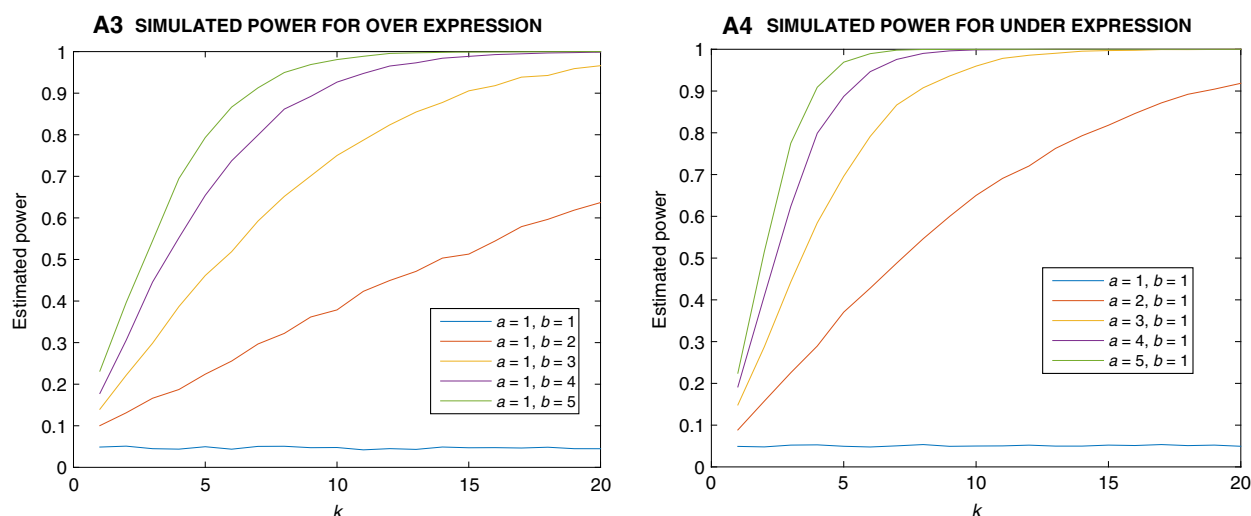 A3 SIMULATED POWER FOR OVER EXPRESSION
1
0.9
0.8
0.7
0.6
0.5
0.4
0.3
0.2
0.1
0
Estimated power
0
5
10
15
20
k
a = 1, b = 1
a = 1, b = 2
a = 1, b = 3
a = 1, b = 4
a = 1, b = 5
A4 SIMULATED POWER FOR UNDER EXPRESSION
1
0.9
0.8
0.7
0.6
0.5
0.4
0.3
0.2
0.1
0
Estimated power
0
5
10
15
20
k
a = 1, b = 1
a = 2, b = 1
a = 3, b = 1
a = 4, b = 1
a = 5, b = 1